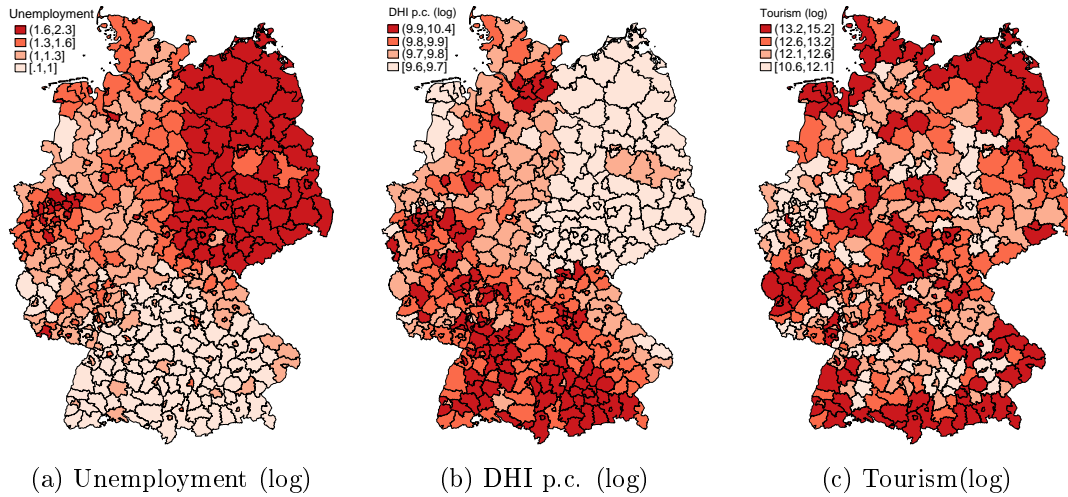 Unemployment
(1.6,2.3]
(1.3,1.6]
(1,1.3]
[.1,1]
DHI p.c. (log)
(9.9,10.4]
(9.8,9.9]
(9.7,9.8]
[9.6,9.7]
Tourism (log)
(13.2,15.2]
(12.6,13.2]
(12.1,12.6]
[10.6,12.1]
(a) Unemployment (log)
(b) DHI p.c. (log)
(c) Tourism(log)